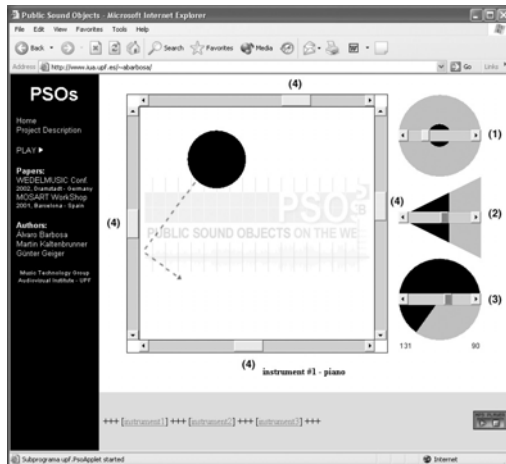 Public Sound Objects - Microsoft Internet Explorer
File Edit View Favorites Tools Help
Back Search Favorites Media
Address http://www.iua.upf.es/~abarbosa/ Go Links
PSOs
Home
Project Description
PLAY
Papers:
WEDELMUSIC Conf.
2002, Dramstadt - Germany
MOSART WorkShop
2001, Barcelona - Spain
Authors:
Álvaro Barbosa
Martin Kaltenbrunner
Günter Geiger
Music Technology Group
Audiovisual Institute - UPF
(4)
(4)
(4)
(4)
PSOs
PUBLIC SOUND OBJECTS ON THE WE
instrument #1 - piano
(1)
(2)
(3)
131 90
+++ [instrument1] +++ [instrument2] +++ [instrument3] +++
Subprograma upf.PsoApplet started Internet